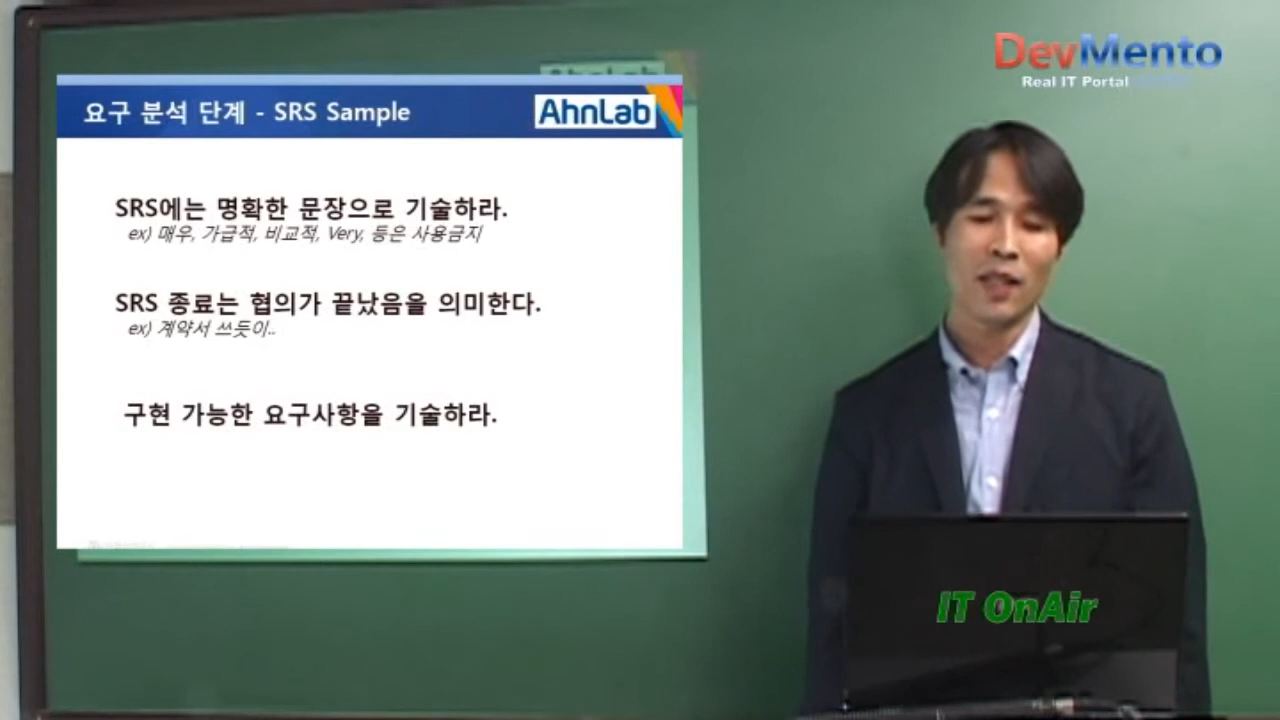 DevMento
Real IT Portal
요구 분석 단계 - SRS Sample
AhnLab
SRS에는 명확한 문장으로 기술하라.
ex) 매우, 가급적, 비교적, Very, 등은 사용금지
SRS 종료는 협의가 끝났음을 의미한다.
ex) 계약서 쓰듯이..
구현 가능한 요구사항을 기술하라.
IT OnAir